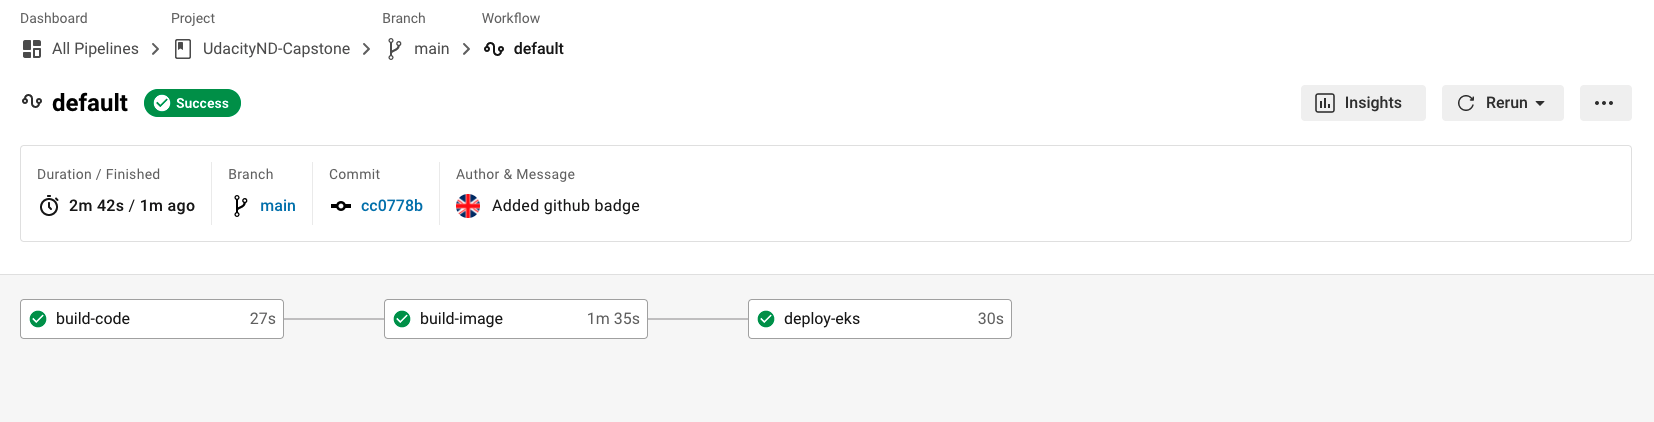 Dashboard Project Branch Workflow
All Pipelines UdacityND-Capstone main default
default Success Insights Rerun
Duration / Finished Branch Commit Author & Message
2m 42s / 1m ago main cc0778b Added github badge
build-code 27s build-image 1m 35s deploy-eks 30s